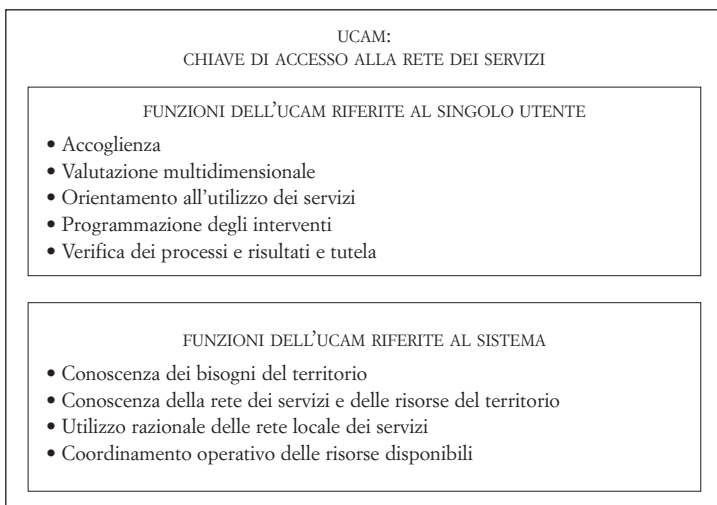 UCAM:
CHIAVE DI ACCESSO ALLA RETE DEI SERVIZI
FUNZIONI DELL'UCAM RIFERITE AL SINGOLO UTENTE
• Accoglienza
• Valutazione multidimensionale
• Orientamento all'utilizzo dei servizi
• Programmazione degli interventi
• Verifica dei processi e risultati e tutela
FUNZIONI DELL'UCAM RIFERITE AL SISTEMA
• Conoscenza dei bisogni del territorio
• Conoscenza della rete dei servizi e delle risorse del territorio
• Utilizzo razionale delle rete locale dei servizi
• Coordinamento operativo delle risorse disponibili